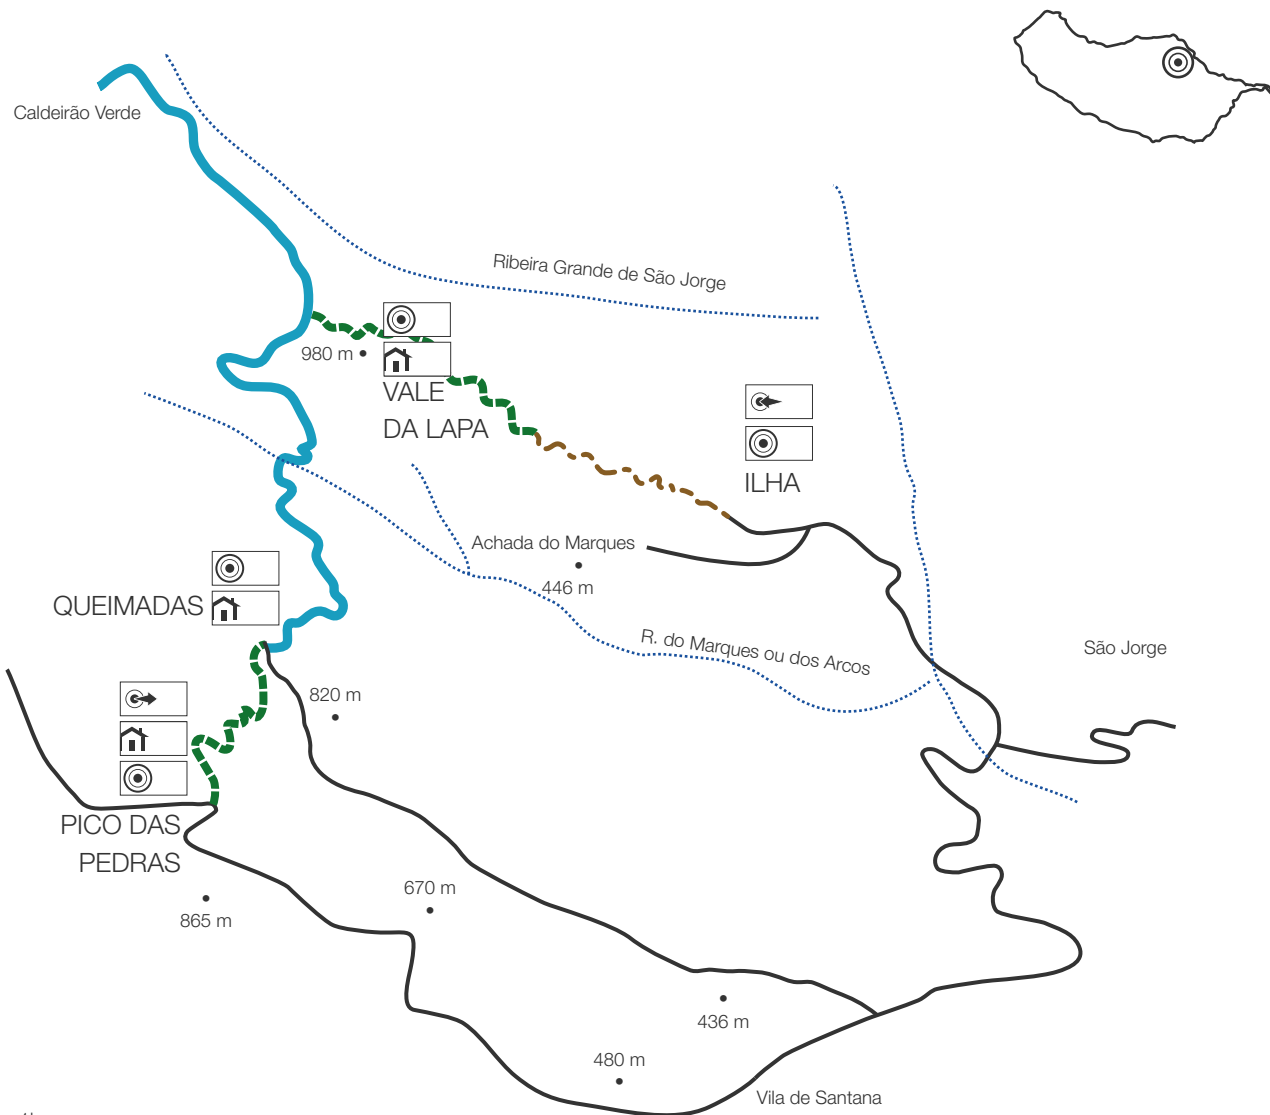 Caldeirão Verde
Ribeira Grande de São Jorge
980 m
VALE
DA LAPA
ILHA
Achada do Marques
446 m
QUEIMADAS
R. do Marques ou dos Arcos
São Jorge
820 m
PICO DAS
PEDRAS
670 m
865 m
436 m
480 m
Vila de Santana